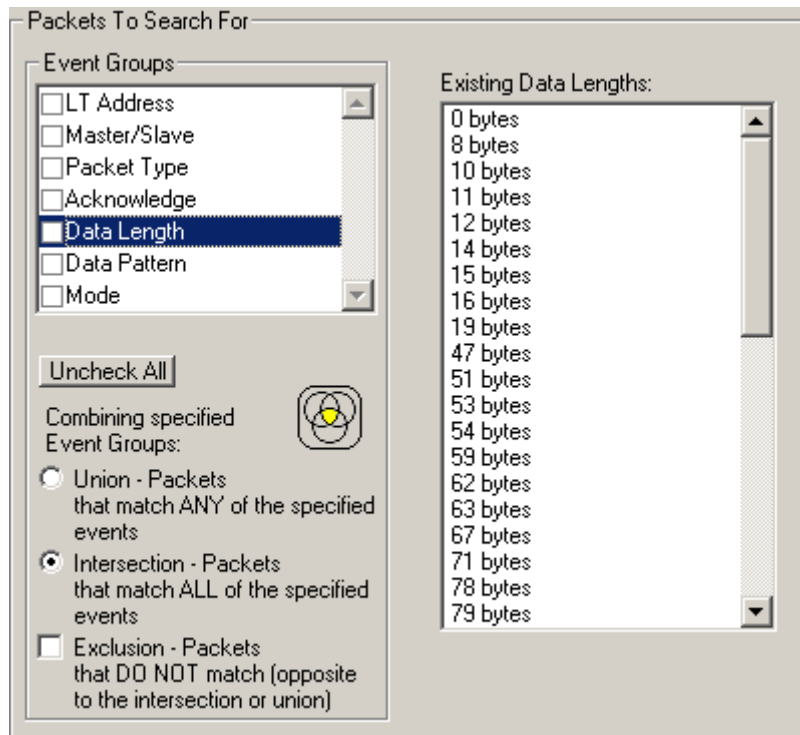 Packets To Search For
Event Groups
LT Address
Master/Slave
Packet Type
Acknowledge
Data Length
Data Pattern
Mode
Uncheck All
Combining specified
Event Groups:
Union - Packets
that match ANY of the specified
events
Intersection - Packets
that match ALL of the specified
events
Exclusion - Packets
that DO NOT match (opposite
to the intersection or union)
Existing Data Lengths:
0 bytes
8 bytes
10 bytes
11 bytes
12 bytes
14 bytes
15 bytes
16 bytes
19 bytes
47 bytes
51 bytes
53 bytes
54 bytes
59 bytes
62 bytes
63 bytes
67 bytes
71 bytes
78 bytes
79 bytes